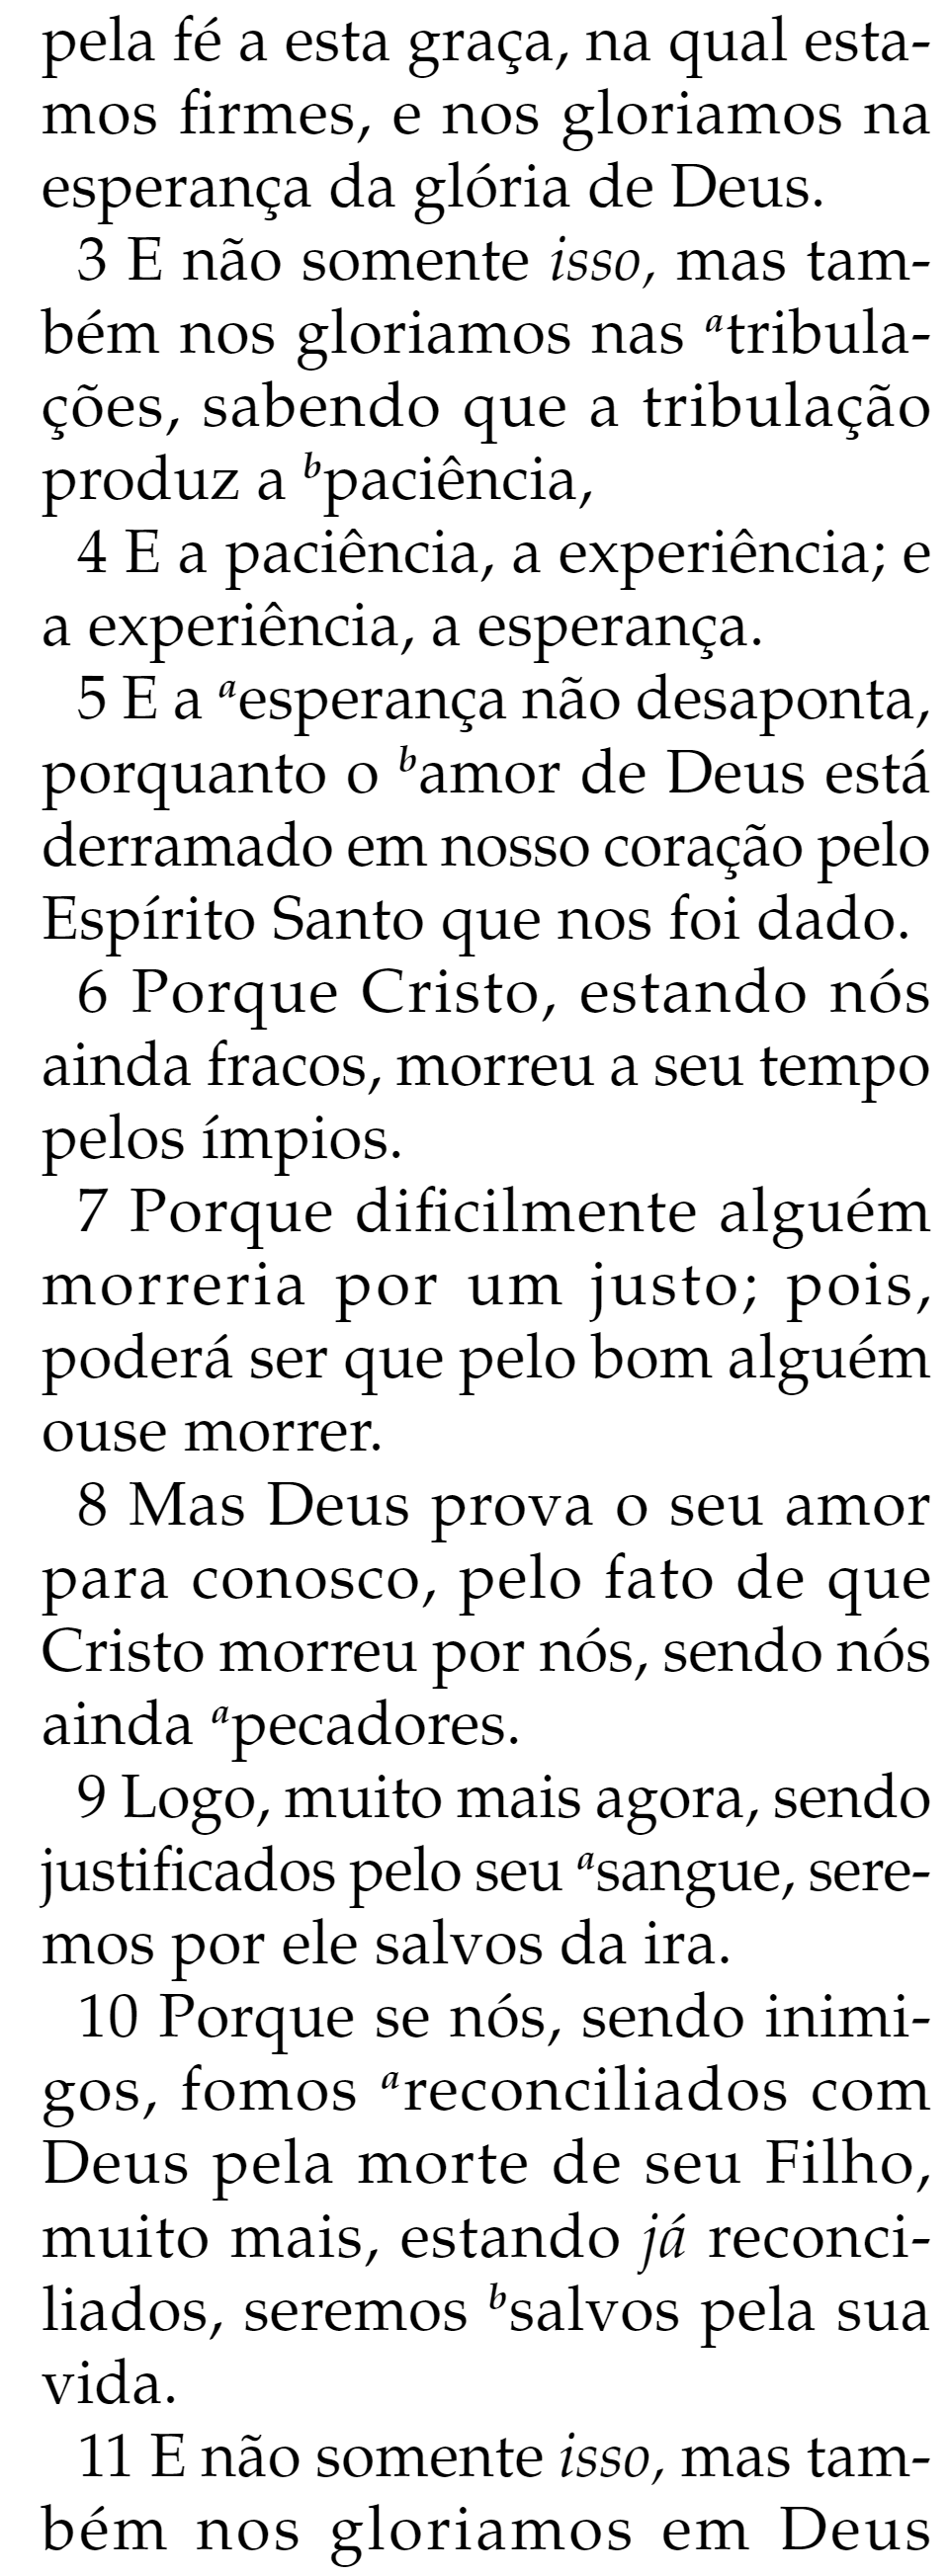 pela fé a esta graça, na qual esta-
mos firmes, e nos gloriamos na
esperança da glória de Deus.
3 E não somente isso, mas tam-
bém nos gloriamos nas atribula-
ções, sabendo que a tribulação
produz a bpaciência,
4 E a paciência, a experiência; e
a experiência, a esperança.
5 E a aesperança não desaponta,
porquanto o bamor de Deus está
derramado em nosso coração pelo
Espírito Santo que nos foi dado.
6 Porque Cristo, estando nós
ainda fracos, morreu a seu tempo
pelos ímpios.
7 Porque dificilmente alguém
morreria por um justo; pois,
poderá ser que pelo bom alguém
ouse morrer.
8 Mas Deus prova o seu amor
para conosco, pelo fato de que
Cristo morreu por nós, sendo nós
ainda apecadores.
9 Logo, muito mais agora, sendo
justificados pelo seu asangue, sere-
mos por ele salvos da ira.
10 Porque se nós, sendo inimi-
gos, fomos areconciliados com
Deus pela morte de seu Filho,
muito mais, estando já reconci-
liados, seremos bsalvos pela sua
vida.
11 E não somente isso, mas tam-
bém nos gloriamos em Deus